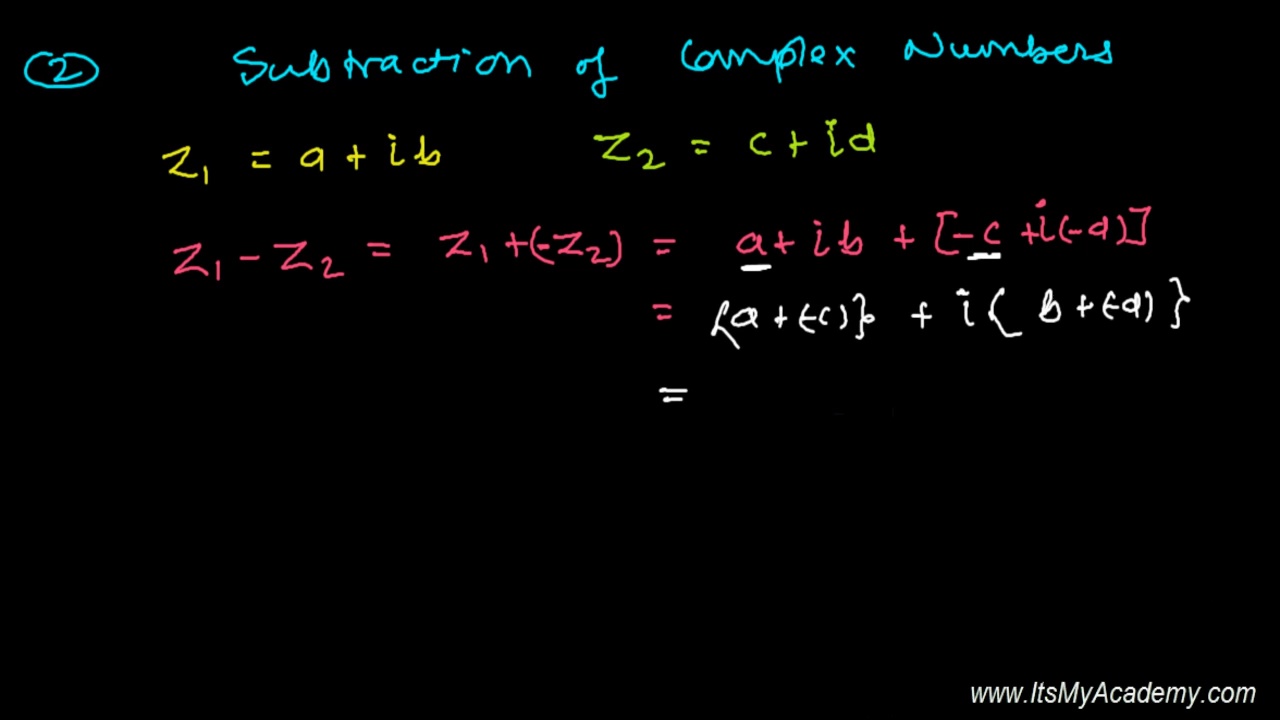 ② Subtraction of Complex Numbers
z₁ = a + ib z₂ = c + id
z₁ - z₂ = z₁ + (-z₂) = a + ib + [-c + i(-d)]
= {a + (-c)} + i{b + (-d)}
=
www.ItsMyAcademy.com